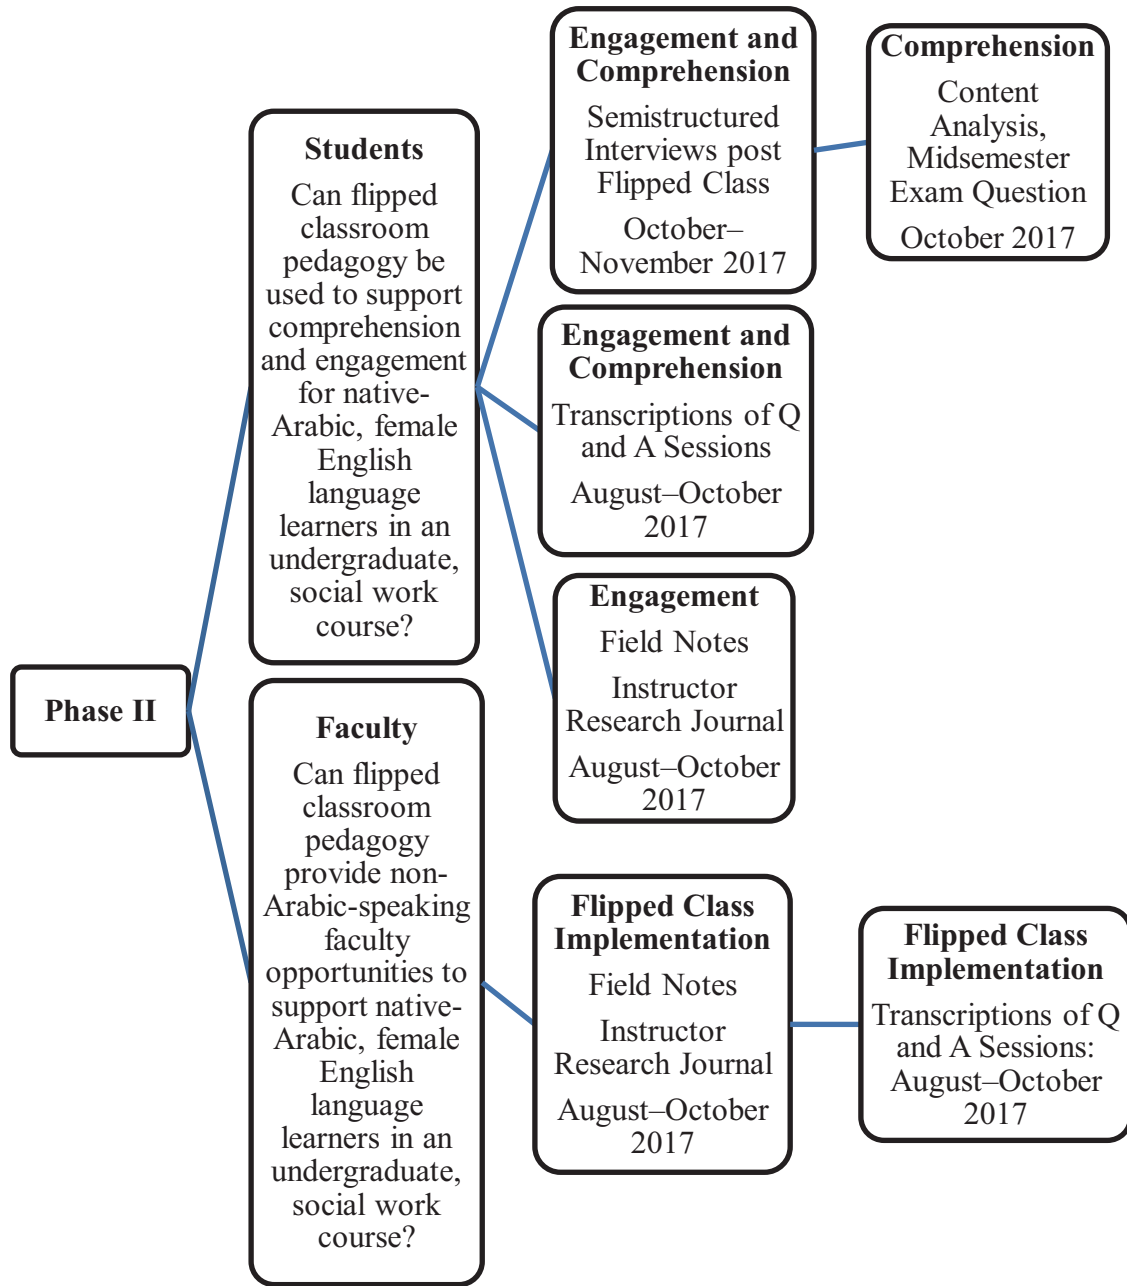 Phase II
Students
Can flipped
classroom
pedagogy be
used to support
comprehension
and engagement
for native-
Arabic, female
English
language
learners in an
undergraduate,
social work
course?
Engagement and
Comprehension
Semistructured
Interviews post
Flipped Class
October–
November 2017
Comprehension
Content
Analysis,
Midsemester
Exam Question
October 2017
Engagement and
Comprehension
Transcriptions of Q
and A Sessions
August–October
2017
Engagement
Field Notes
Instructor
Research Journal
August–October
2017
Faculty
Can flipped
classroom
pedagogy
provide non-
Arabic-speaking
faculty
opportunities to
support native-
Arabic, female
English
language
learners in an
undergraduate,
social work
course?
Flipped Class
Implementation
Field Notes
Instructor
Research Journal
August–October
2017
Flipped Class
Implementation
Transcriptions of Q
and A Sessions:
August–October
2017